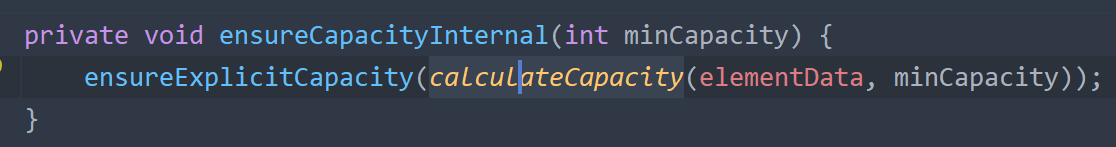 private void ensureCapacityInternal(int minCapacity) {
    ensureExplicitCapacity(calculateCapacity(elementData, minCapacity));
}